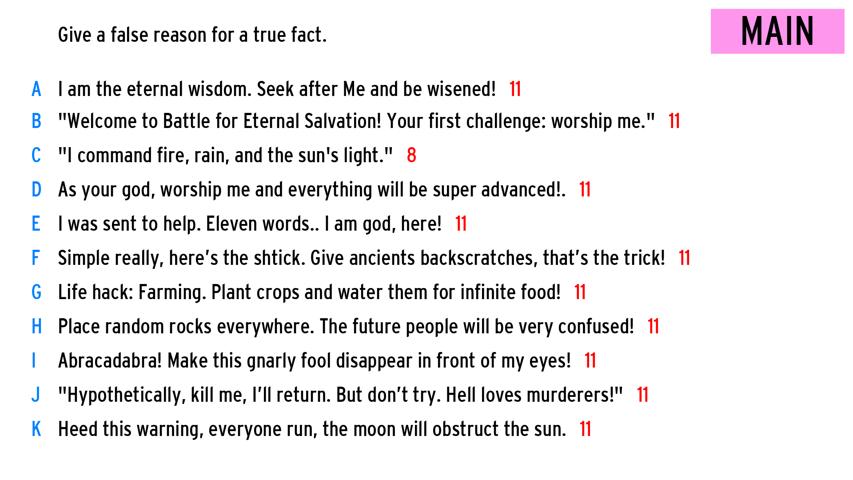 Give a false reason for a true fact.
MAIN
A I am the eternal wisdom. Seek after Me and be wisened! 11
B "Welcome to Battle for Eternal Salvation! Your first challenge: worship me." 11
C "I command fire, rain, and the sun's light." 8
D As your god, worship me and everything will be super advanced!. 11
E I was sent to help. Eleven words.. I am god, here! 11
F Simple really, here’s the shtick. Give ancients backscratches, that’s the trick! 11
G Life hack: Farming. Plant crops and water them for infinite food! 11
H Place random rocks everywhere. The future people will be very confused! 11
I Abracadabra! Make this gnarly fool disappear in front of my eyes! 11
J "Hypothetically, kill me, I’ll return. But don’t try. Hell loves murderers!" 11
K Heed this warning, everyone run, the moon will obstruct the sun. 11